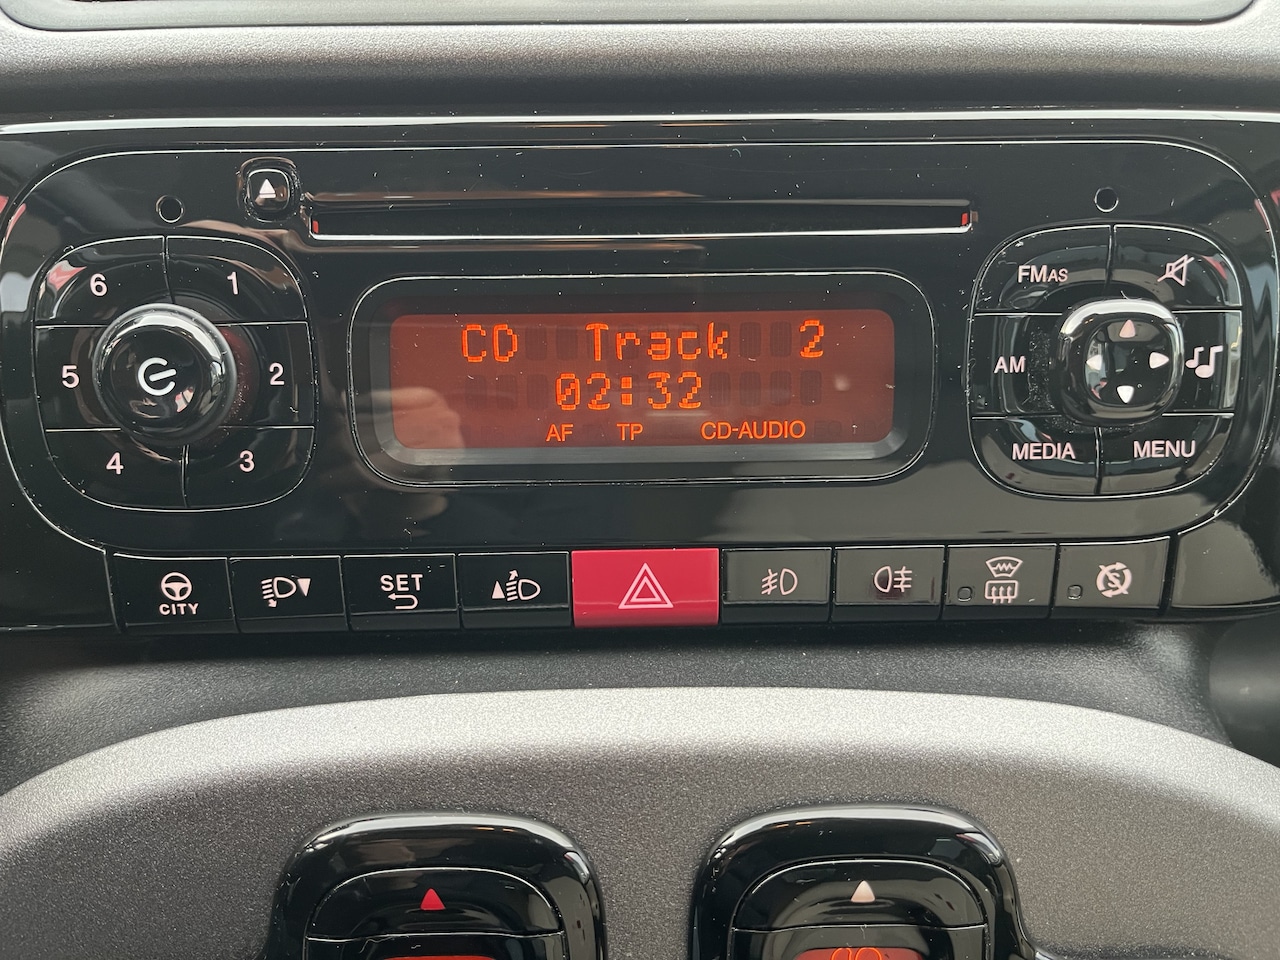 6 1
5 2
4 3
CD Track 2
02:32
AF TP CD-AUDIO
FMAS
AM
MEDIA MENU
CITY
SET